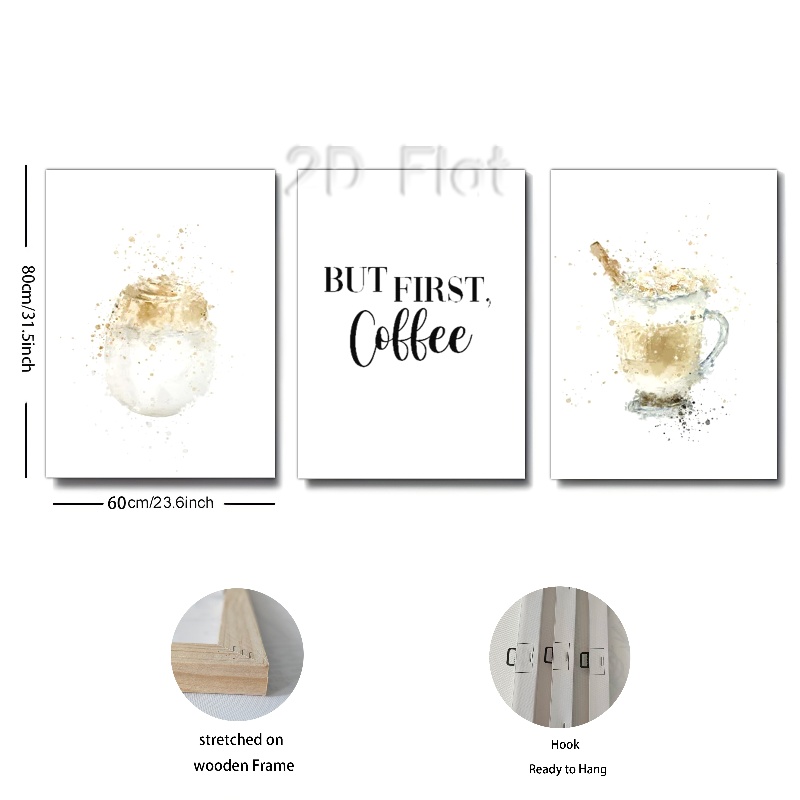 2D Flat
BUT FIRST,
Coffee
80cm/31.5inch
60cm/23.6inch
stretched on
wooden Frame
Hook
Ready to Hang